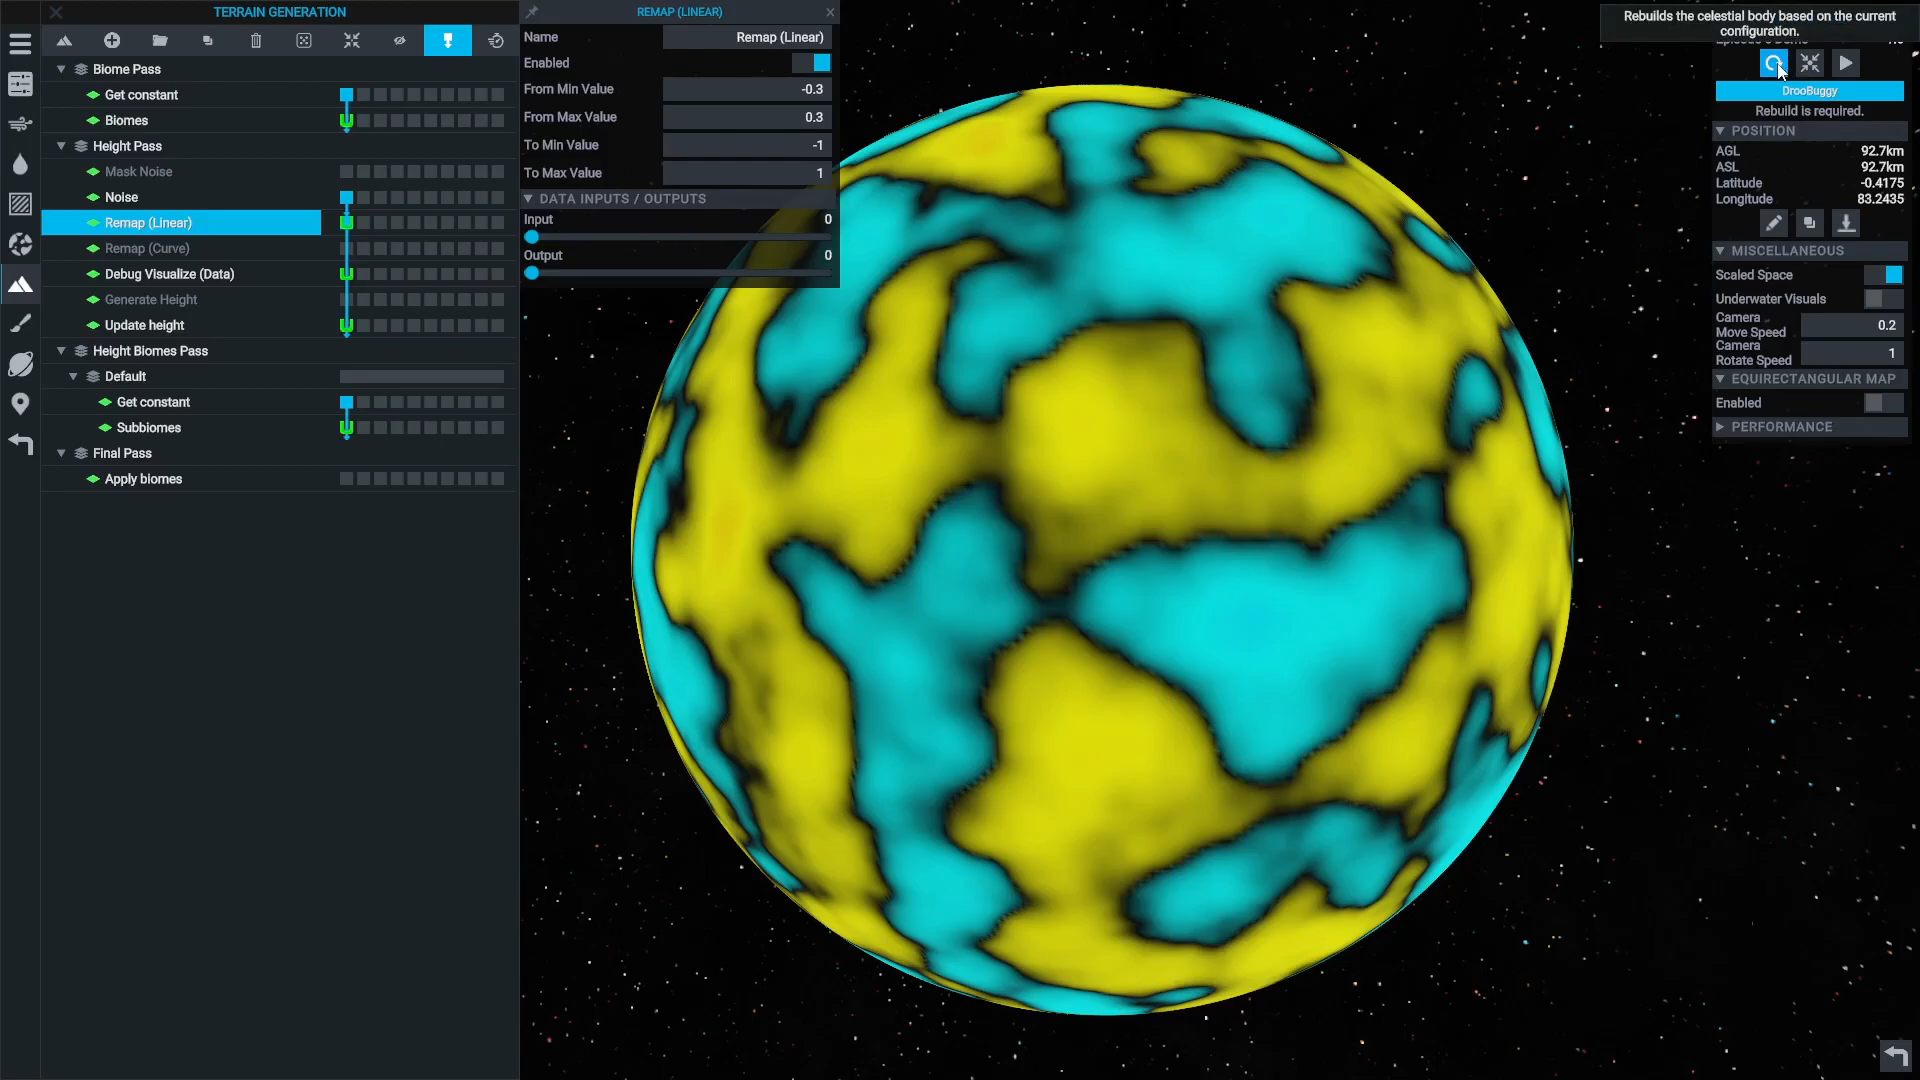 TERRAIN GENERATION
Biome Pass
Get constant
Biomes
Height Pass
Mask Noise
Noise
Remap (Linear)
Remap (Curve)
Debug Visualize (Data)
Generate Height
Update height
Height Biomes Pass
Default
Get constant
Subbiomes
Final Pass
Apply biomes
REMAP (LINEAR)
Name Remap (Linear)
Enabled
From Min Value -0.3
From Max Value 0.3
To Min Value -1
To Max Value 1
DATA INPUTS / OUTPUTS
Input 0
Output 0
Rebuilds the celestial body based on the current
configuration.
DrooBuggy
Rebuild is required.
POSITION
AGL 92.7km
ASL 92.7km
Latitude -0.4175
Longitude 83.2435
MISCELLANEOUS
Scaled Space
Underwater Visuals
Camera
Move Speed 0.2
Camera
Rotate Speed 1
EQUIRECTANGULAR MAP
Enabled
PERFORMANCE